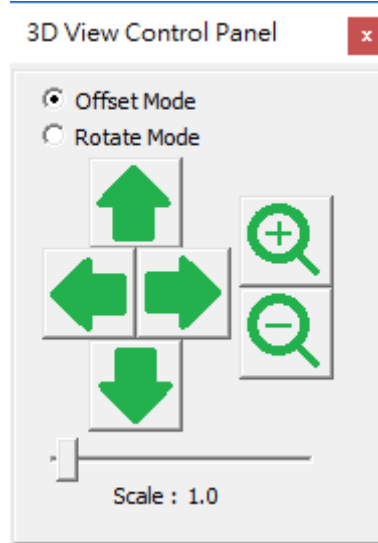 3D View Control Panel
x
Offset Mode
Rotate Mode
Scale : 1.0